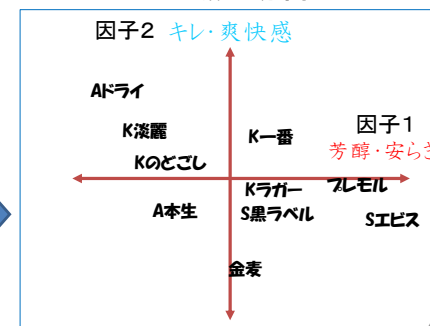 因子2 キレ・爽快感
Aドライ
K淡麗
K一番
因子1
芳醇・安らぎ
Kのどごし
Kラガー
プレモル
A本生
S黒ラベル
Sエビス
金麦